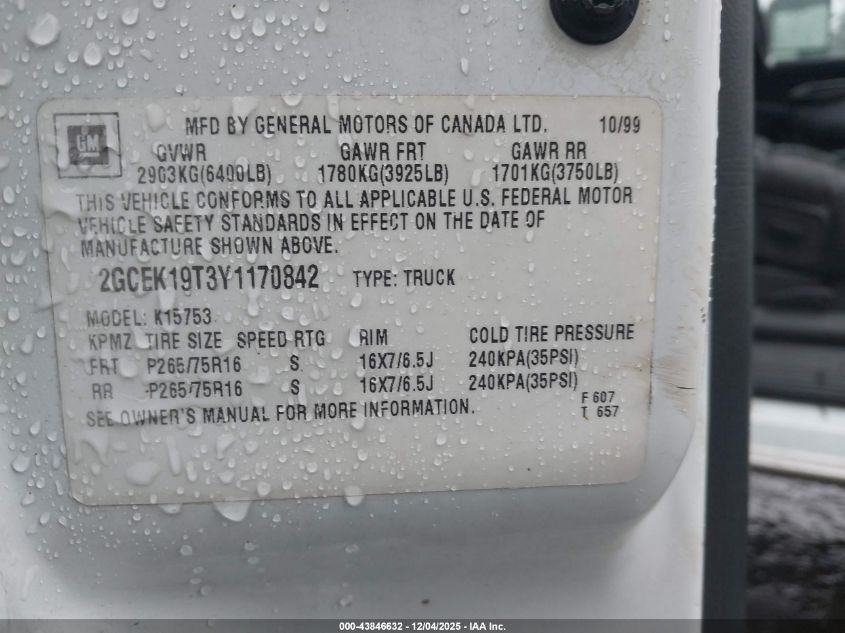 GM
MFD BY GENERAL MOTORS OF CANADA LTD. 10/99
GVWR GAWR FRT GAWR RR
2903KG(6400LB) 1780KG(3925LB) 1701KG(3750LB)
THIS VEHICLE CONFORMS TO ALL APPLICABLE U.S. FEDERAL MOTOR
VEHICLE SAFETY STANDARDS IN EFFECT ON THE DATE OF
MANUFACTURE SHOWN ABOVE.
2GCEK19T3Y1170842 TYPE: TRUCK
MODEL: K15753
KPMZ TIRE SIZE SPEED RTG RIM COLD TIRE PRESSURE
FRT P265/75R16 S 16X7/6.5J 240KPA(35PSI)
RR P265/75R16 S 16X7/6.5J 240KPA(35PSI)
SEE OWNER'S MANUAL FOR MORE INFORMATION.
F 607
T 657
000-43846632 - 12/04/2025 - IAA Inc.